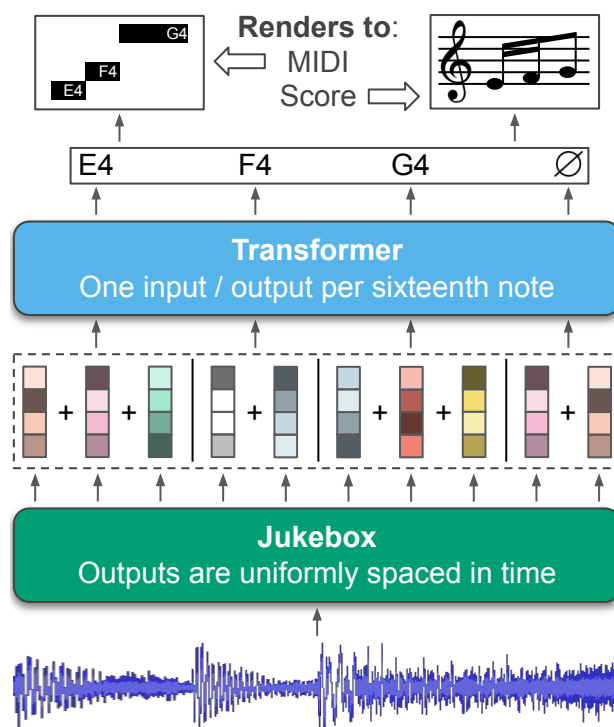 Renders to:
MIDI
Score
G4
F4
E4
E4 F4 G4 ∅
Transformer
One input / output per sixteenth note
+ + + + + +
Jukebox
Outputs are uniformly spaced in time